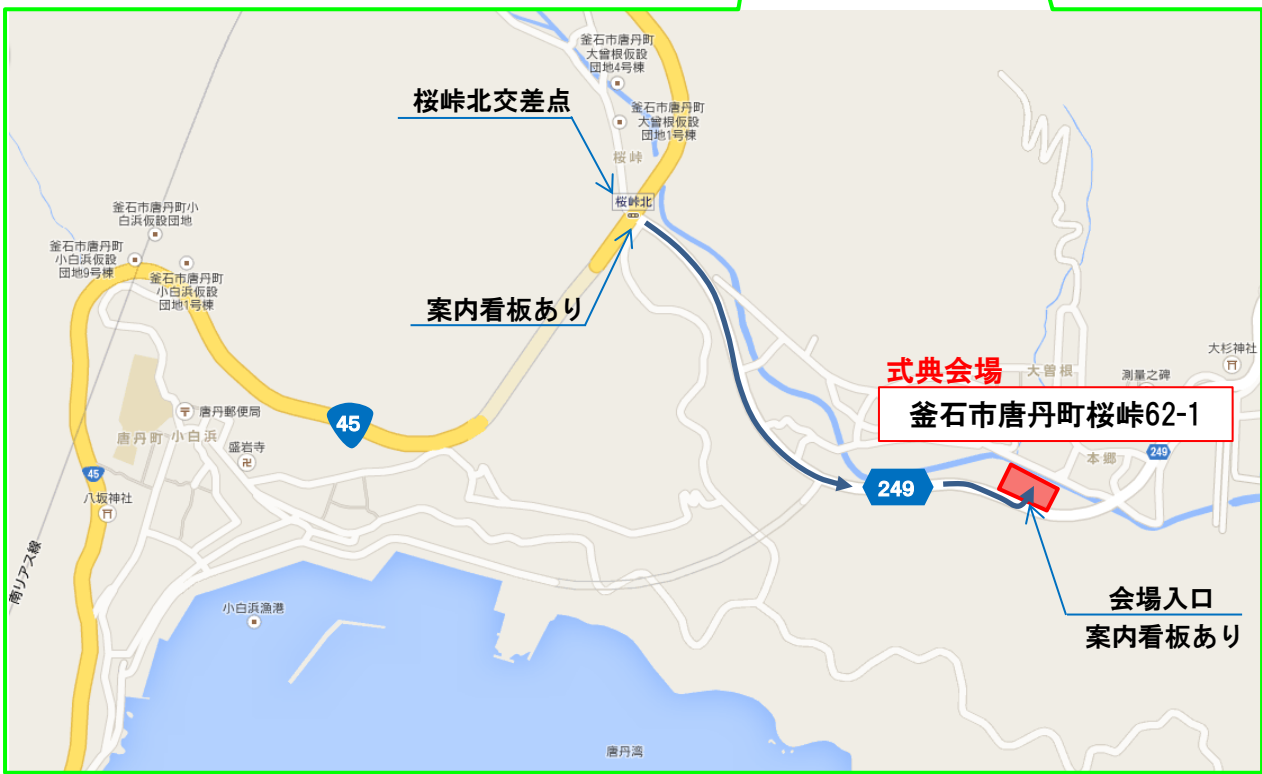 釜石市唐丹町
大曾根仮設
団地4号棟
桜峠北交差点
釜石市唐丹町
大曾根仮設
団地1号棟
桜峠
桜峠北
釜石市唐丹町小
白浜仮設団地
釜石市唐丹町
小白浜仮設
団地9号棟
釜石市唐丹町
小白浜仮設
団地1号棟
案内看板あり
式典会場
釜石市唐丹町桜峠62-1
大曾根
測量之碑
大杉神社
45
唐丹郵便局
唐丹町 小白浜
盛岩寺
249
本郷
45
八坂神社
249
南リアス線
小白浜漁港
会場入口
案内看板あり
唐丹湾